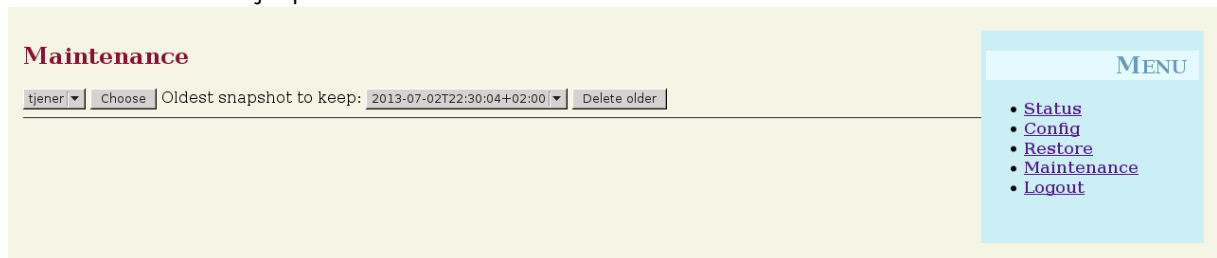 Maintenance
tjener Choose Oldest snapshot to keep: 2013-07-02T22:30:04+02:00 Delete older
MENU
Status
Config
Restore
Maintenance
Logout